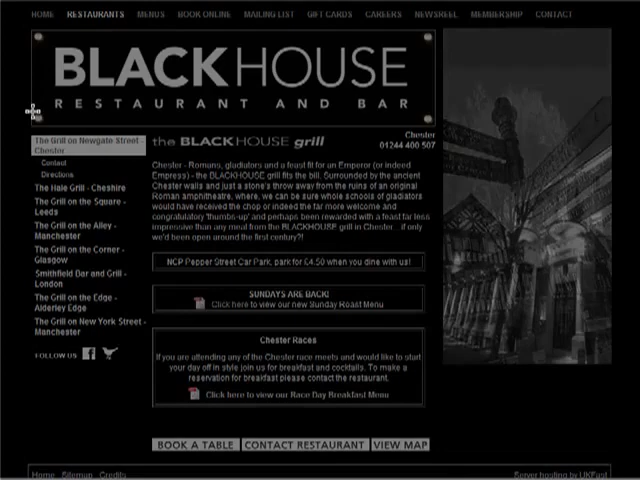 HOME RESTAURANTS MENUS BOOK ONLINE MAILING LIST GIFT CARDS CAREERS NEWSREEL MEMBERSHIP CONTACT
BLACKHOUSE
RESTAURANT AND BAR
The Grill on Newgate Street -
Chester
Contact
Directions
The Hale Grill - Cheshire
The Grill on the Square -
Leeds
The Grill on the Alley -
Manchester
The Grill on the Corner -
Glasgow
Smithfield Bar and Grill -
London
The Grill on the Edge -
Alderley Edge
The Grill on New York Street -
Manchester
FOLLOW US
the BLACKHOUSE grill
Chester
01244 400 507
Chester - Romans, gladiators and a feast fit for an Emperor (or indeed
Empress) - the BLACKHOUSE grill fits the bill. Surrounded by the ancient
Chester walls and just a stone's throw away from the ruins of an original
Roman amphitheatre, where, we can be sure whole schools of gladiators
would have received the chop or indeed the far more welcome and
congratulatory 'thumbs-up' and perhaps been rewarded with a feast far less
impressive than any meal from the BLACKHOUSE grill in Chester... if only
we'd been open around the first century?!
NCP Pepper Street Car Park, park for £4.50 when you dine with us!
SUNDAYS ARE BACK!
Click here to view our new Sunday Roast Menu
Chester Races
If you are attending any of the Chester race meets and would like to start
your day off in style join us for breakfast and cocktails. To make a
reservation for breakfast please contact the restaurant.
Click here to view our Race Day Breakfast Menu
BOOK A TABLE CONTACT RESTAURANT VIEW MAP
Home Sitemap Credits
Server hosting by UKFast